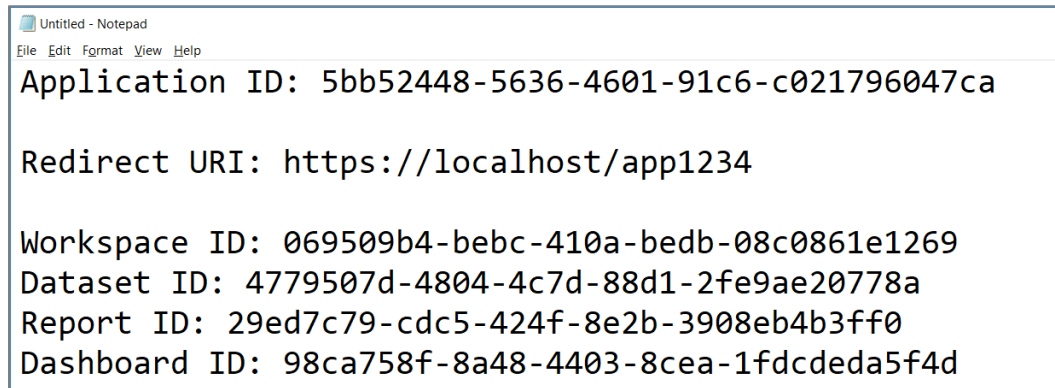 Untitled - Notepad
File Edit Format View Help
Application ID: 5bb52448-5636-4601-91c6-c021796047ca
Redirect URI: https://localhost/app1234
Workspace ID: 069509b4-bebc-410a-bedb-08c0861e1269
Dataset ID: 4779507d-4804-4c7d-88d1-2fe9ae20778a
Report ID: 29ed7c79-cdc5-424f-8e2b-3908eb4b3ff0
Dashboard ID: 98ca758f-8a48-4403-8cea-1fdcdeda5f4d